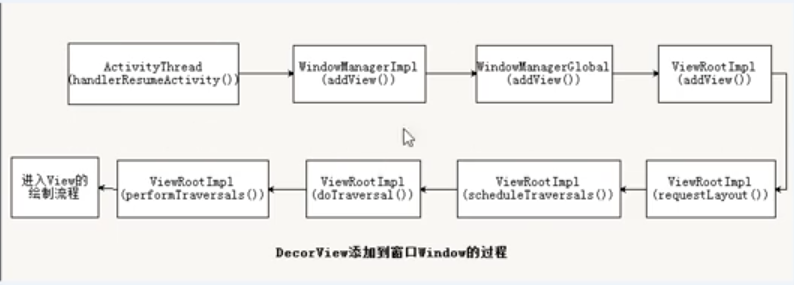 ActivityThread
(handlerResumeActivity())
WindowManagerImpl
(addView())
WindowManagerGlobal
(addView())
ViewRootImpl
(addView())
进入View的
绘制流程
ViewRootImpl
(performTraversals())
ViewRootImpl
(doTraversal())
ViewRootImpl
(scheduleTraversals())
ViewRootImpl
(requestLayout())
DecorView添加到窗口Window的过程